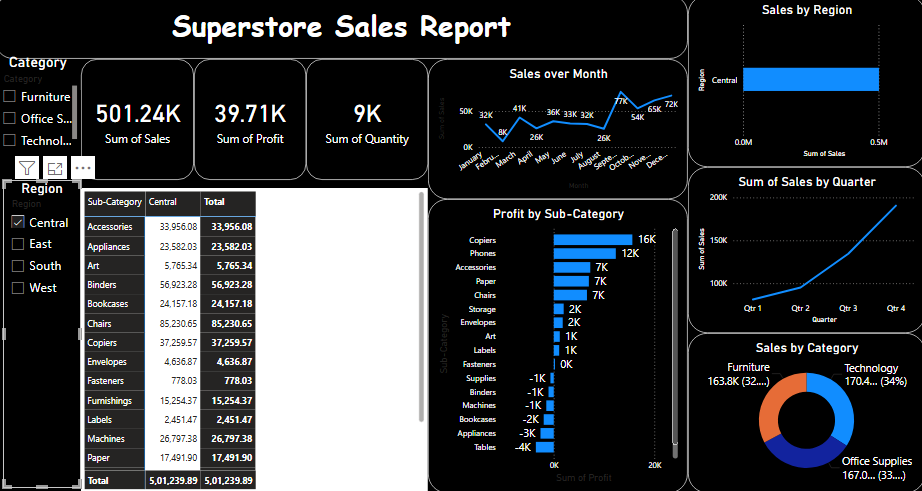 Superstore Sales Report
Category
Category
Furniture
Office S...
Technol...
501.24K
Sum of Sales
39.71K
Sum of Profit
9K
Sum of Quantity
Region
Region
Central
East
South
West
Sub-Category Central Total
Accessories 33,956.08 33,956.08
Appliances 23,582.03 23,582.03
Art 5,765.34 5,765.34
Binders 56,923.28 56,923.28
Bookcases 24,157.18 24,157.18
Chairs 85,230.65 85,230.65
Copiers 37,259.57 37,259.57
Envelopes 4,636.87 4,636.87
Fasteners 778.03 778.03
Furnishings 15,254.37 15,254.37
Labels 2,451.47 2,451.47
Machines 26,797.38 26,797.38
Paper 17,491.90 17,491.90
Total 5,01,239.89 5,01,239.89
Sales over Month
Sum of Sales
50K
0K
32K
8K
41K
26K
36K
33K
32K
26K
77K
54K
65K
72K
January
Febru...
March
April
May
June
July
August
Septe...
Octob...
Nove...
Dece...
Month
Profit by Sub-Category
Sub-Category
Copiers 16K
Phones 12K
Accessories 7K
Paper 7K
Chairs 7K
Storage 2K
Envelopes 2K
Art 1K
Labels 1K
Fasteners 0K
Supplies -1K
Binders -1K
Machines -1K
Bookcases -2K
Appliances -3K
Tables -4K
0K 20K
Sum of Profit
Sales by Region
Region
Central
0.0M 0.5M
Sum of Sales
Sum of Sales by Quarter
Sum of Sales
200K
150K
100K
Qtr 1 Qtr 2 Qtr 3 Qtr 4
Quarter
Sales by Category
Furniture
163.8K (32....)
Technology
170.4... (34%)
Office Supplies
167.0... (33....)